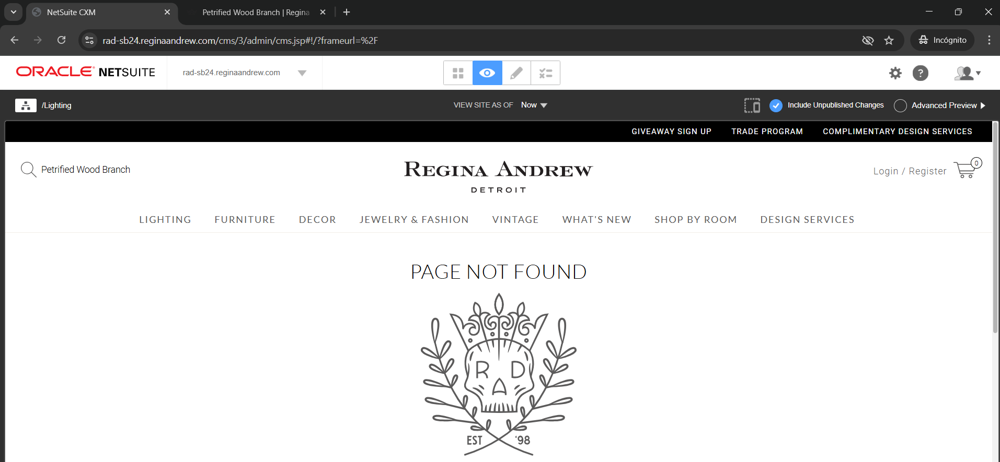 NetSuite CXM
Petrified Wood Branch | Regina
rad-sb24.reginaandrew.com/cms/3/admin/cms.jsp#!/?frameurl=%2F
Incógnito
ORACLE NETSUITE
rad-sb24.reginaandrew.com
?
/Lighting
VIEW SITE AS OF Now
Include Unpublished Changes
Advanced Preview
GIVEAWAY SIGN UP TRADE PROGRAM COMPLIMENTARY DESIGN SERVICES
Petrified Wood Branch
REGINA ANDREW
DETROIT
Login / Register
0
LIGHTING FURNITURE DECOR JEWELRY & FASHION VINTAGE WHAT'S NEW SHOP BY ROOM DESIGN SERVICES
PAGE NOT FOUND
R D
EST '98